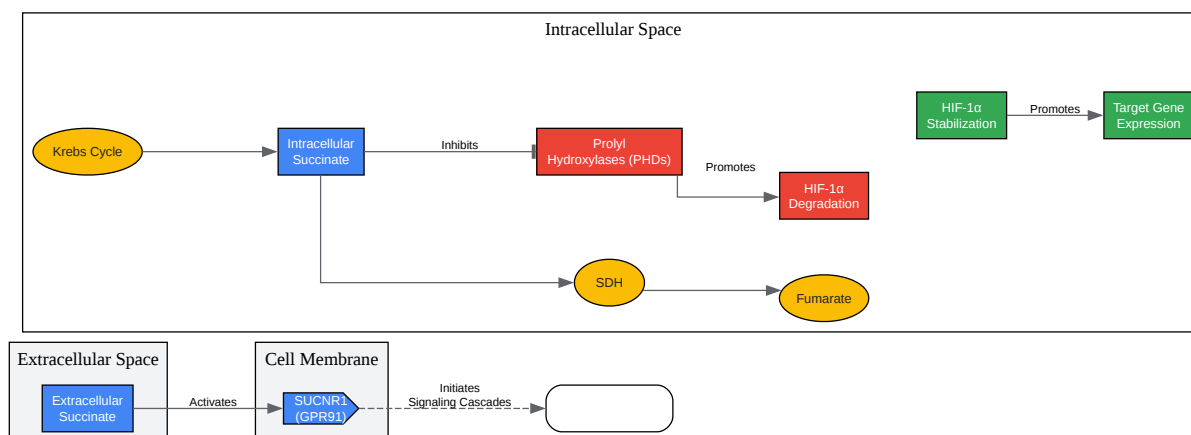 Intracellular Space
HIF-1α
Stabilization
Promotes
Target Gene
Expression
Krebs Cycle
Intracellular
Succinate
Inhibits
Prolyl
Hydroxylases (PHDs)
Promotes
HIF-1α
Degradation
SDH
Fumarate
Extracellular Space
Extracellular
Succinate
Activates
Cell Membrane
SUCNR1
(GPR91)
Initiates
Signaling Cascades